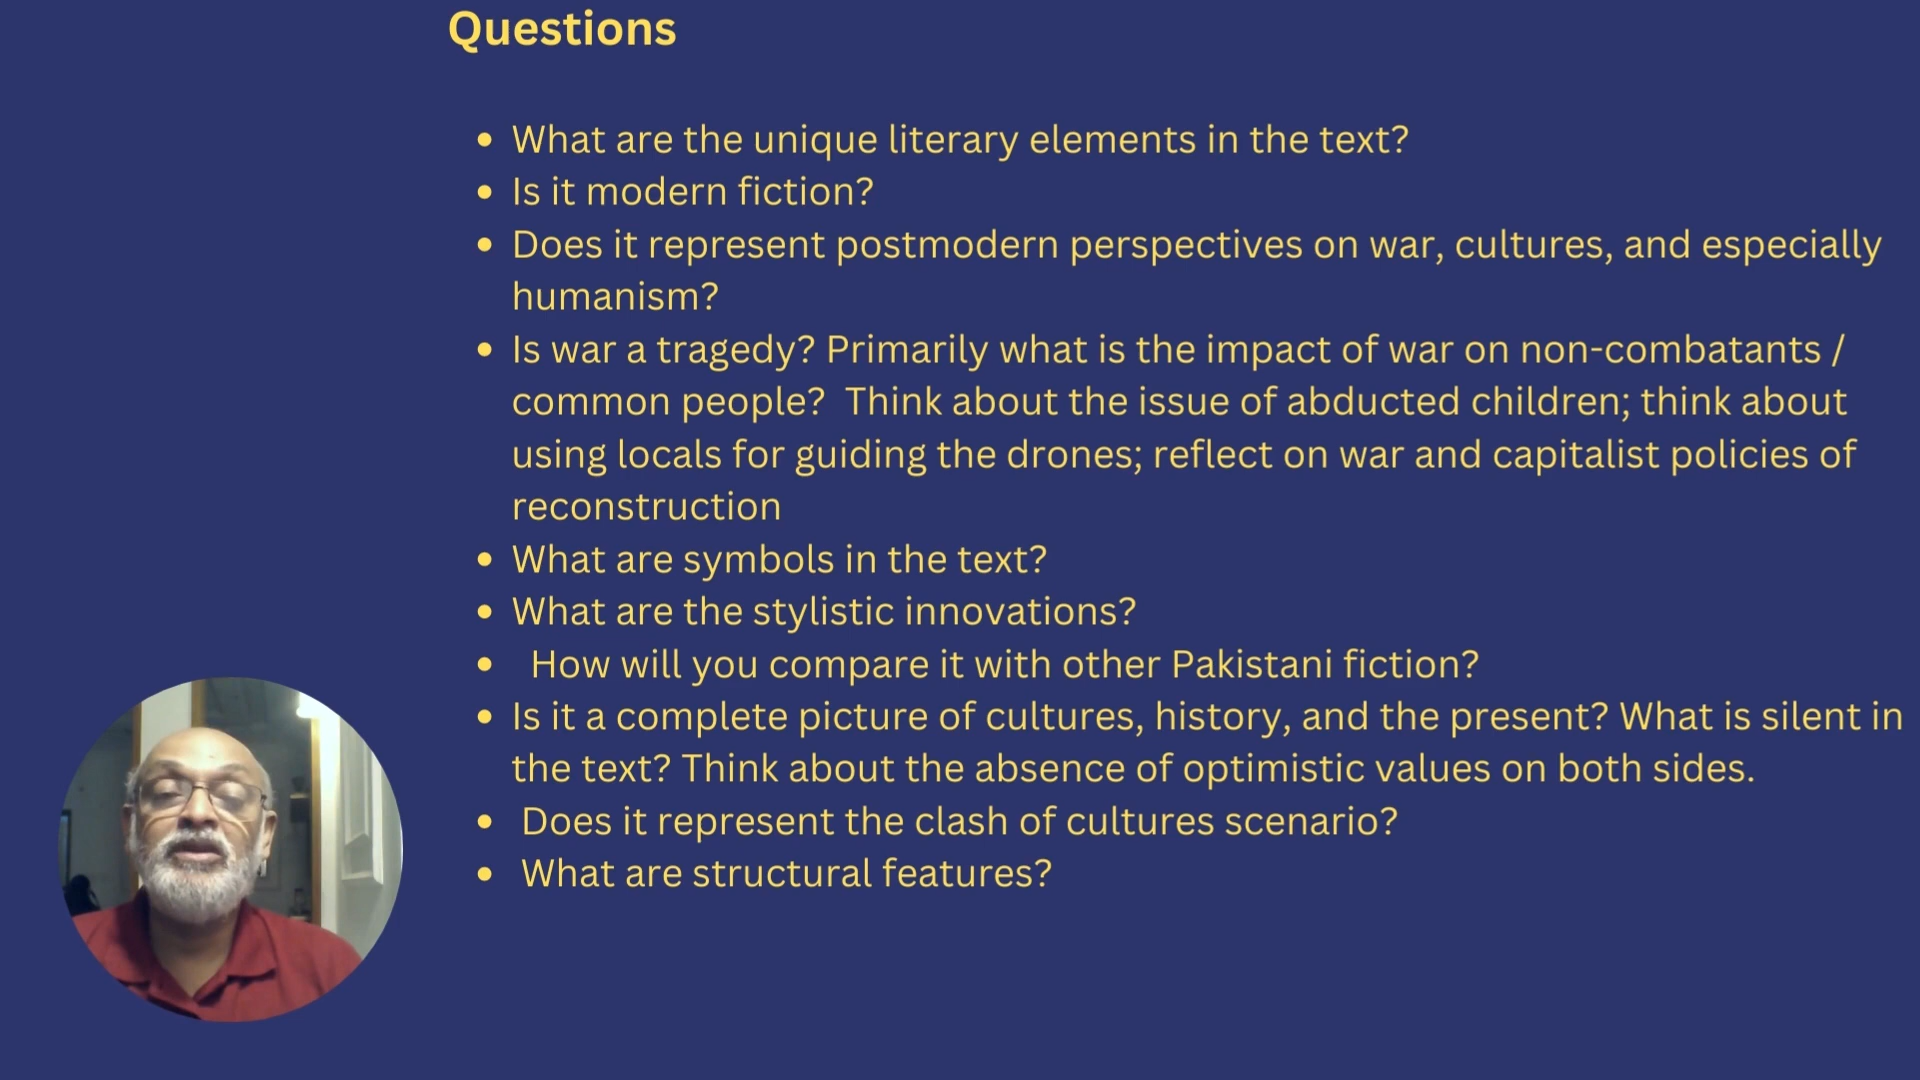 Questions
What are the unique literary elements in the text?
Is it modern fiction?
Does it represent postmodern perspectives on war, cultures, and especially
humanism?
Is war a tragedy? Primarily what is the impact of war on non-combatants /
common people?  Think about the issue of abducted children; think about
using locals for guiding the drones; reflect on war and capitalist policies of
reconstruction
What are symbols in the text?
What are the stylistic innovations?
How will you compare it with other Pakistani fiction?
Is it a complete picture of cultures, history, and the present? What is silent in
the text? Think about the absence of optimistic values on both sides.
Does it represent the clash of cultures scenario?
What are structural features?